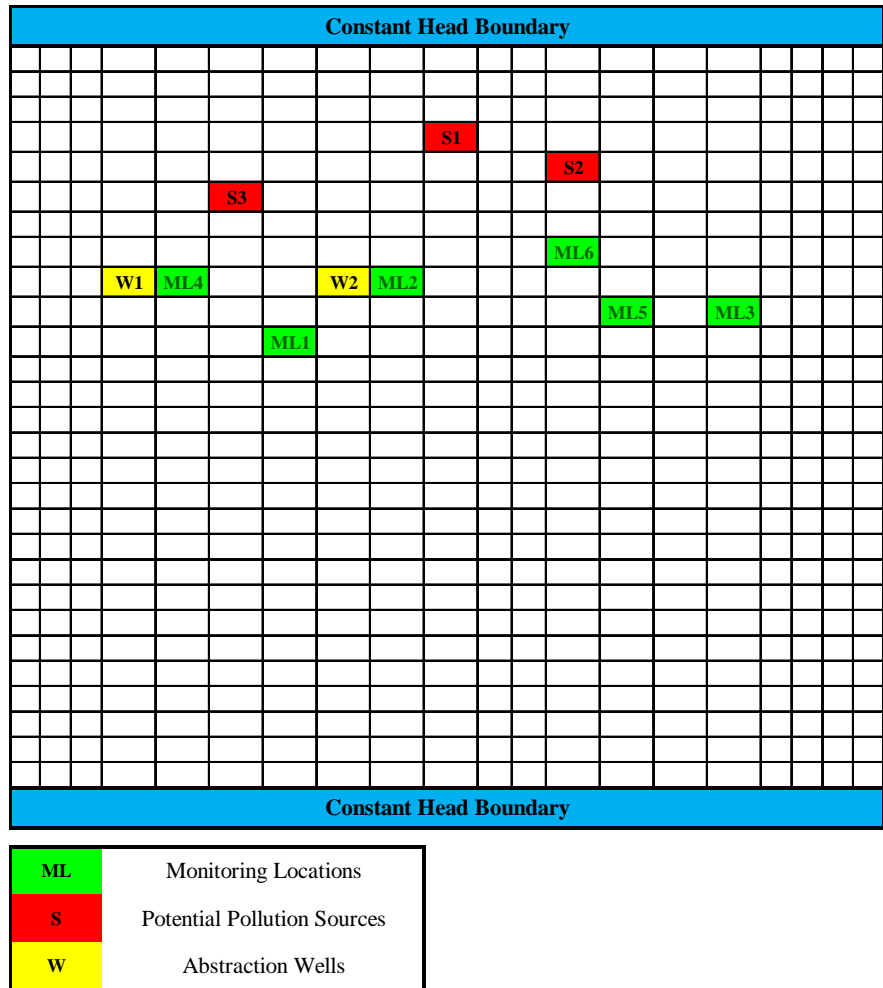 Constant Head Boundary
S1
S2
S3
ML6
W1 ML4 W2 ML2
ML5 ML3
ML1
Constant Head Boundary
ML Monitoring Locations
S Potential Pollution Sources
W Abstraction Wells